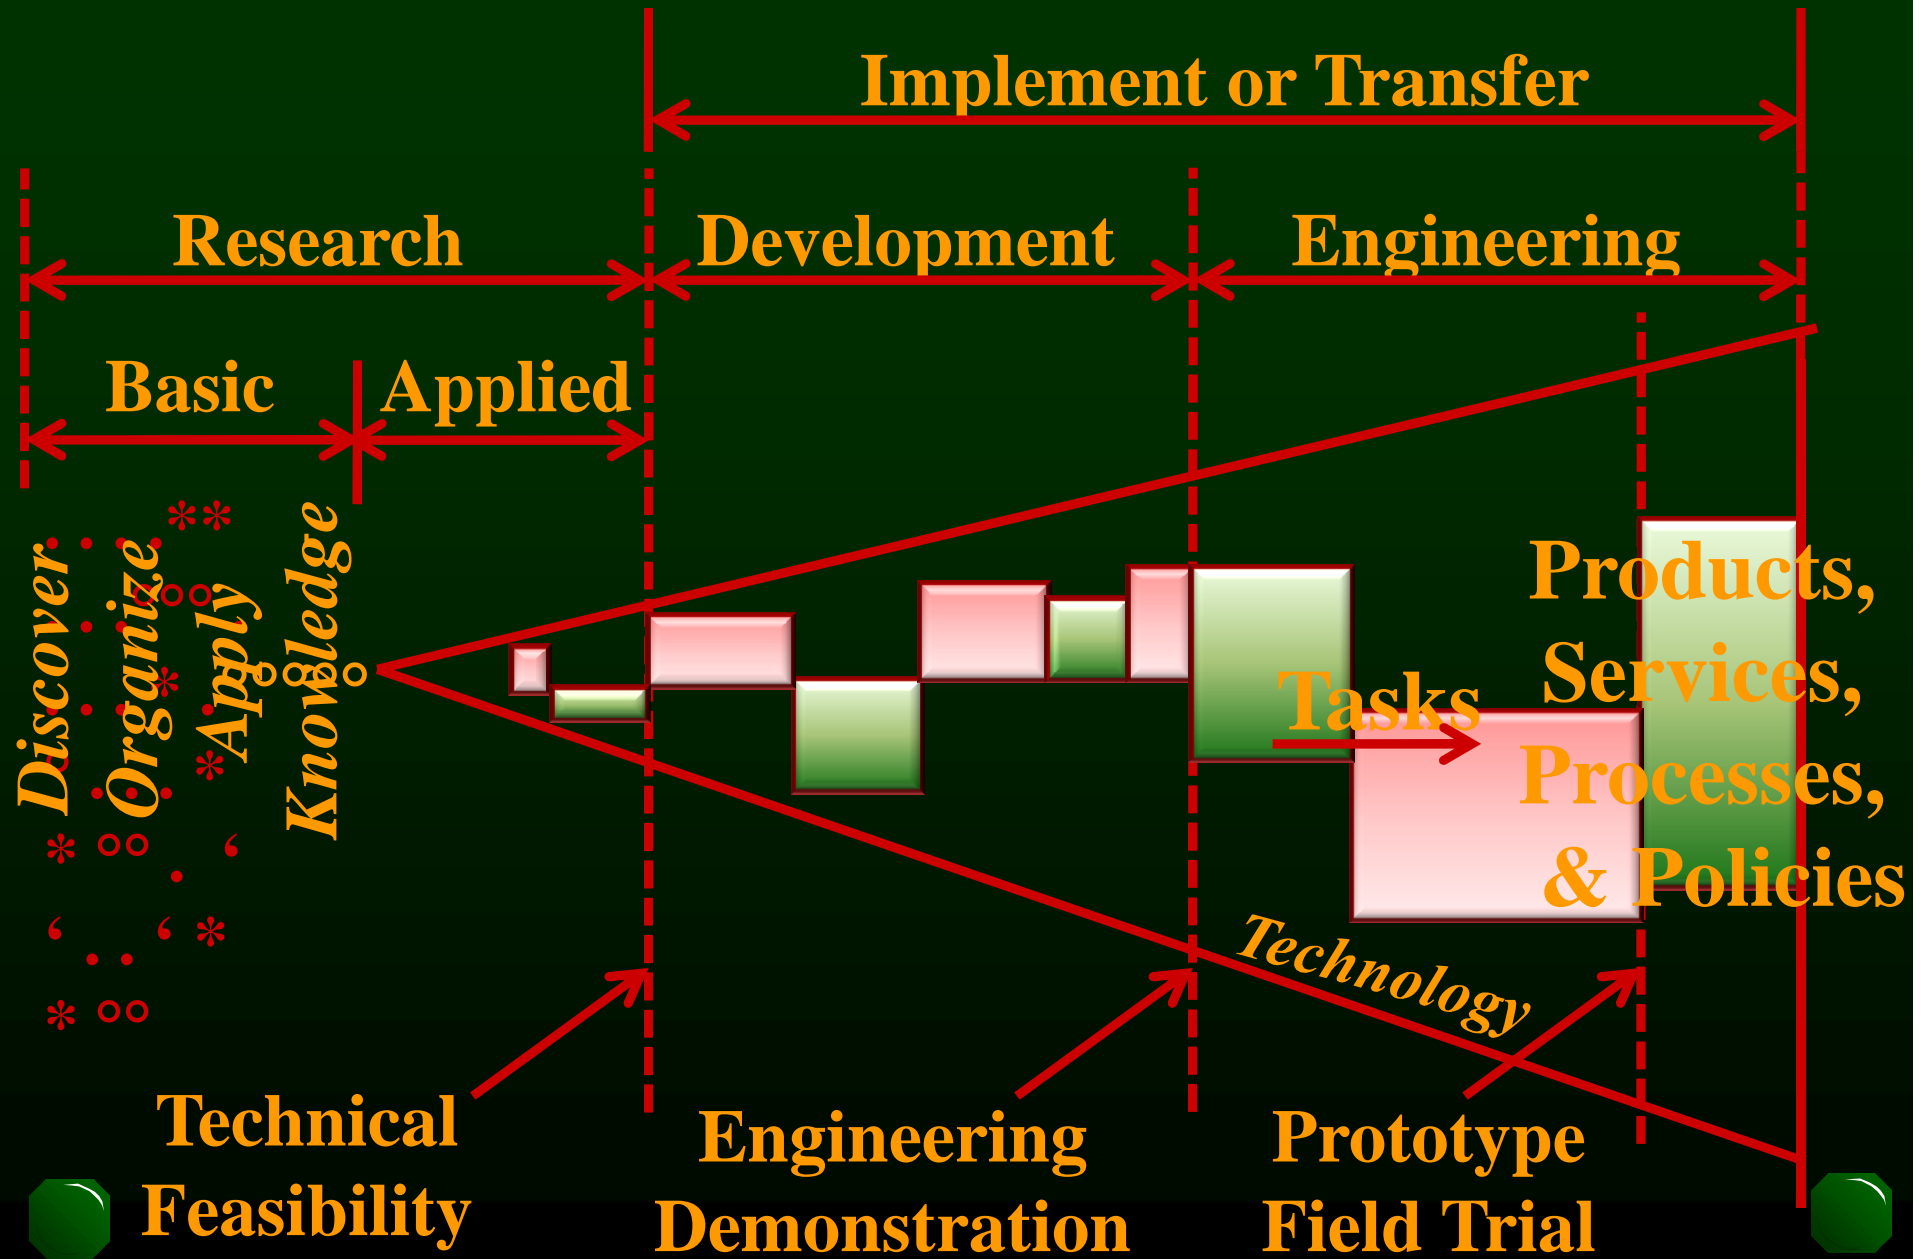 Implement or Transfer
Research
Development
Engineering
Basic
Applied
Discover
Organize
Apply
Knowledge
Tasks
Products,
Services,
Processes,
& Policies
Technology
Technical
Feasibility
Engineering
Demonstration
Prototype
Field Trial